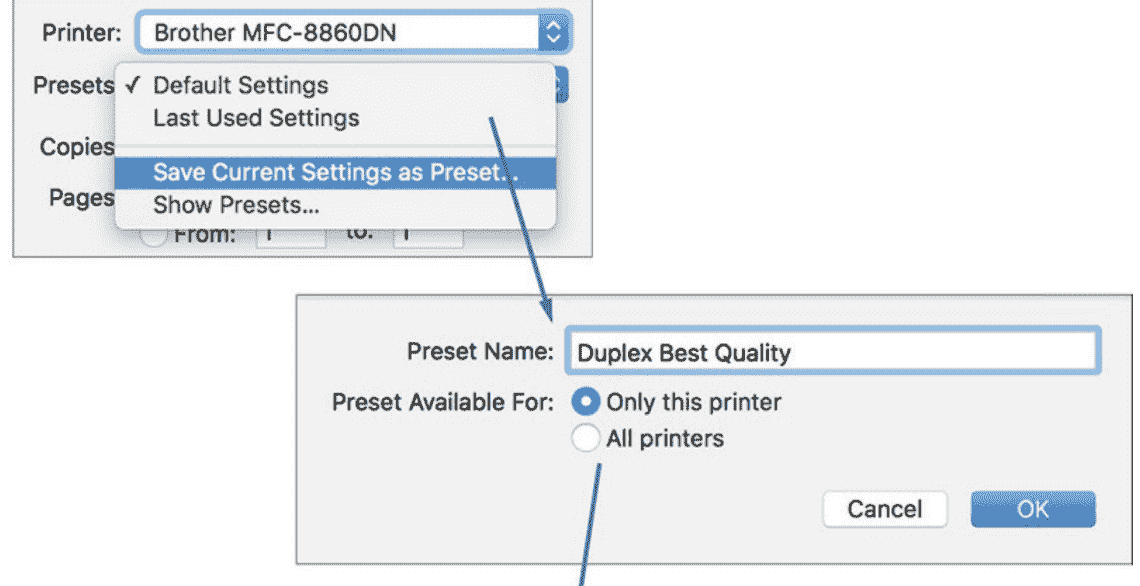 Printer: Brother MFC-8860DN
Presets ✓ Default Settings
Last Used Settings
Copies
Save Current Settings as Preset...
Pages Show Presets...
From: 1 to: 1
Preset Name: Duplex Best Quality
Preset Available For: Only this printer
All printers
Cancel OK